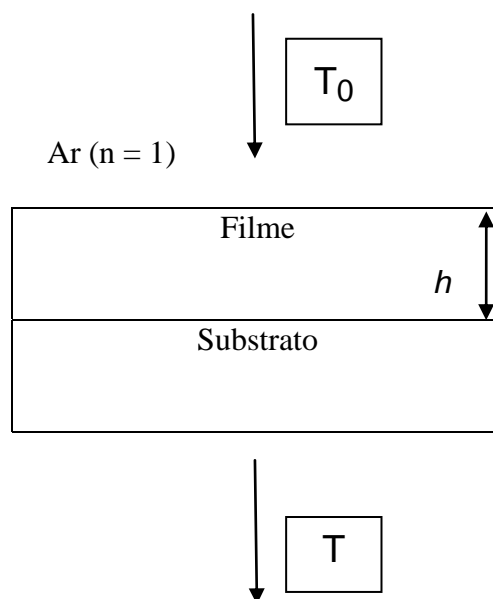 T₀
Ar (n = 1)
Filme
h
Substrato
T